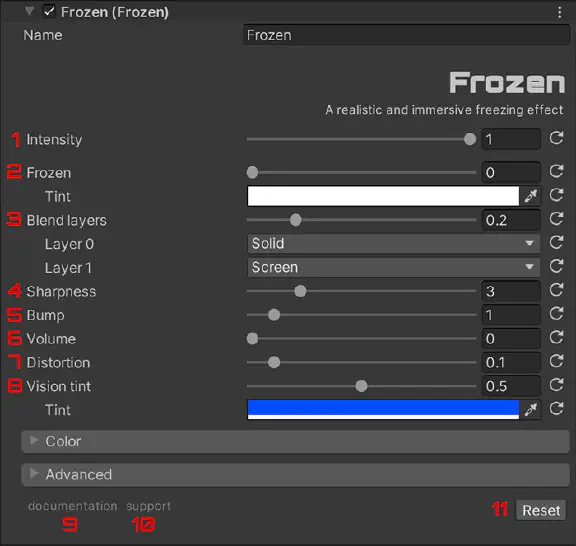 Frozen (Frozen)
Name Frozen
Frozen
A realistic and immersive freezing effect
1 Intensity 1
2 Frozen 0
Tint
3 Blend layers 0.2
Layer 0 Solid
Layer 1 Screen
4 Sharpness 3
5 Bump 1
6 Volume 0
7 Distortion 0.1
8 Vision tint 0.5
Tint
Color
Advanced
documentation support
9 10 11 Reset